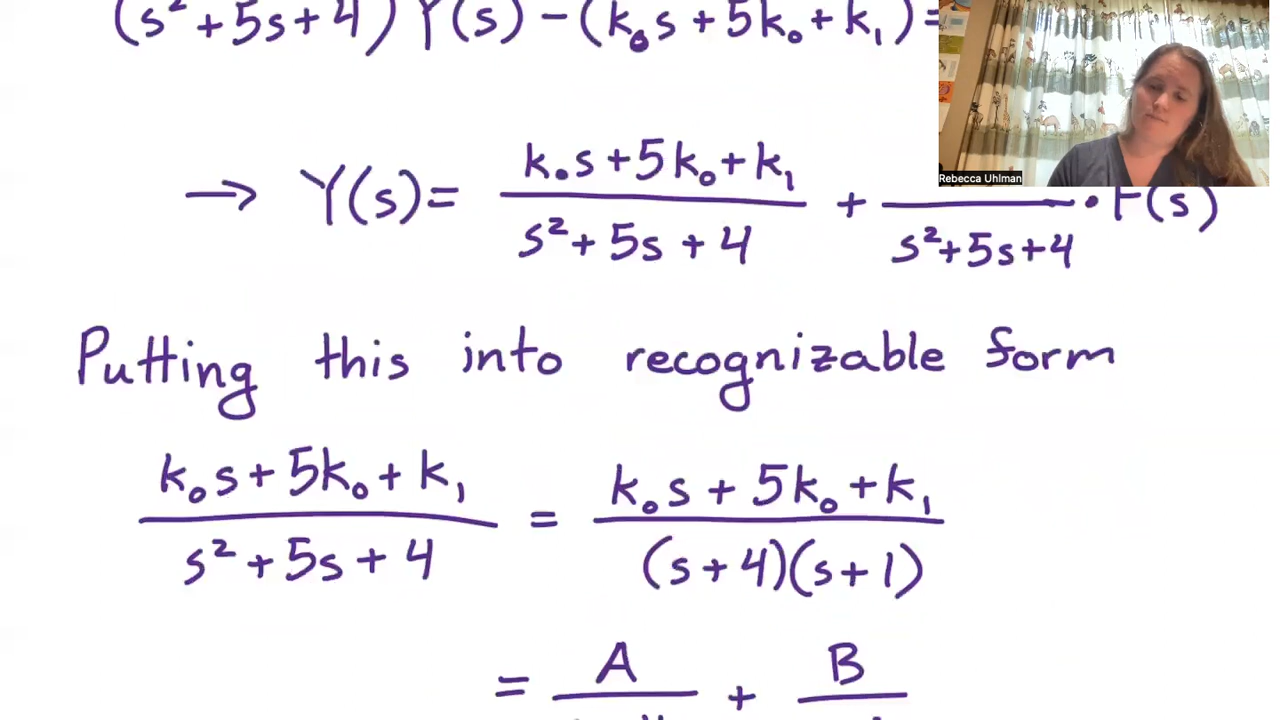 (s²+5s+4) Y(s) - (k₀s+5k₀+k₁)=
Rebecca Uhlman
k₀s+5k₀+k₁
→ Y(s)= + ·F(s)
s²+5s+4 s²+5s+4
Putting this into recognizable form
k₀s+5k₀+k₁ = k₀s+5k₀+k₁
s²+5s+4 (s+4)(s+1)
= A + B